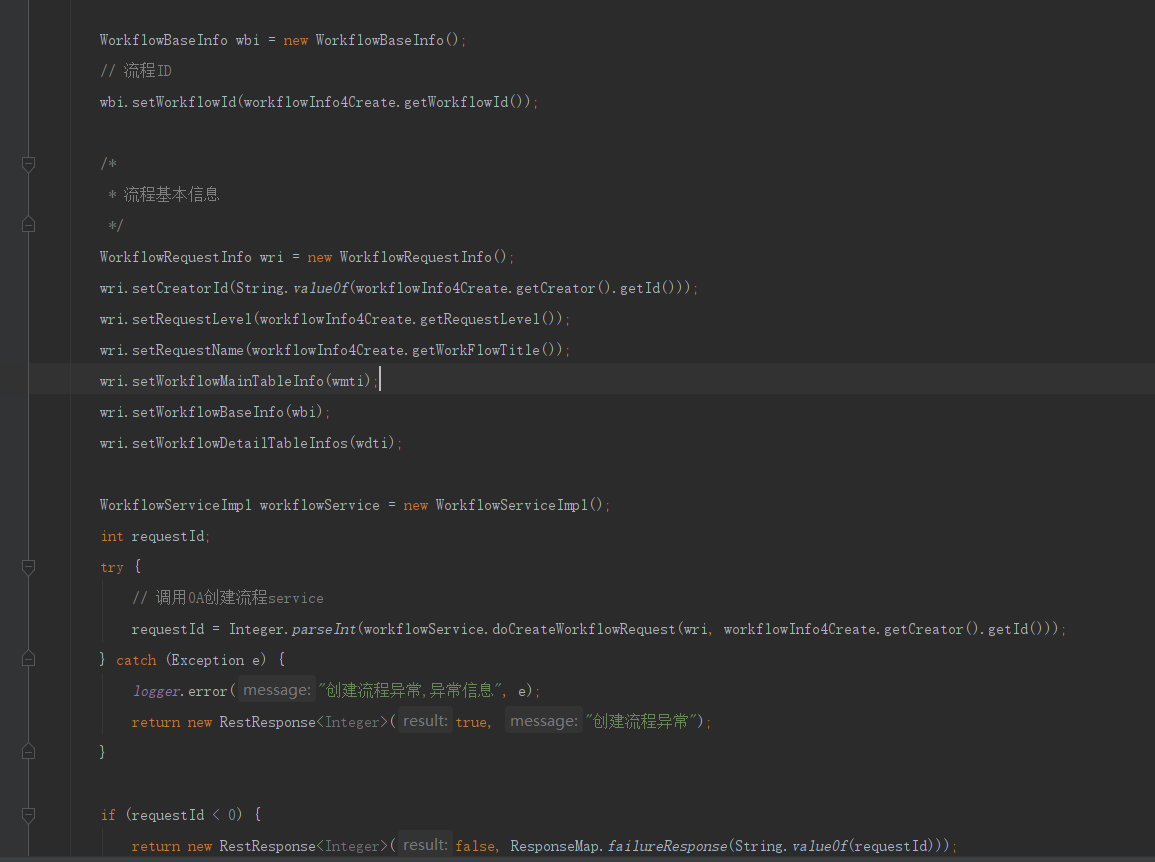 WorkflowBaseInfo wbi = new WorkflowBaseInfo();
// 流程ID
wbi.setWorkflowId(workflowInfo4Create.getWorkflowId());
/*
* 流程基本信息
*/
WorkflowRequestInfo wri = new WorkflowRequestInfo();
wri.setCreatorId(String.valueOf(workflowInfo4Create.getCreator().getId()));
wri.setRequestLevel(workflowInfo4Create.getRequestLevel());
wri.setRequestName(workflowInfo4Create.getWorkFlowTitle());
wri.setWorkflowMainTableInfo(wmti);
wri.setWorkflowBaseInfo(wbi);
wri.setWorkflowDetailTableInfos(wdti);
WorkflowServiceImpl workflowService = new WorkflowServiceImpl();
int requestId;
try {
// 调用OA创建流程service
requestId = Integer.parseInt(workflowService.doCreateWorkflowRequest(wri, workflowInfo4Create.getCreator().getId()));
} catch (Exception e) {
logger.error( message: "创建流程异常,异常信息", e);
return new RestResponse<Integer>( result: true, message: "创建流程异常");
}
if (requestId < 0) {
return new RestResponse<Integer>( result: false, ResponseMap.failureResponse(String.valueOf(requestId)));